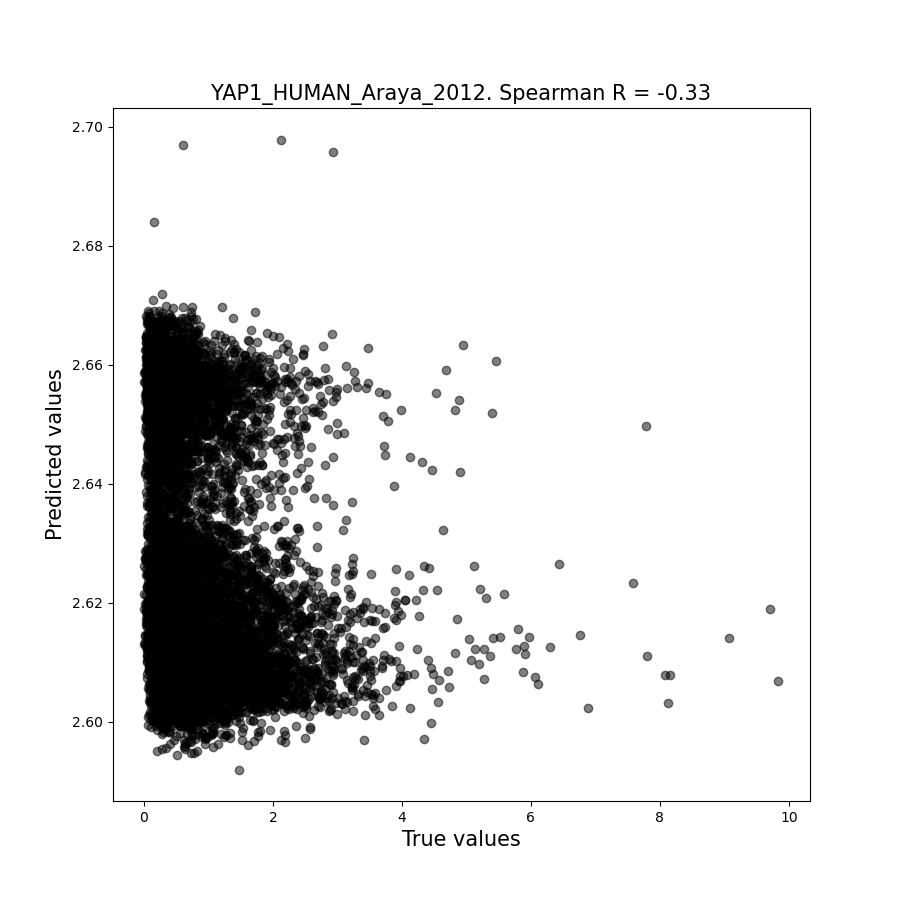 YAP1_HUMAN_Araya_2012. Spearman R = -0.33
2.70
2.68
2.66
2.64
2.62
2.60
Predicted values
0 2 4 6 8 10
True values